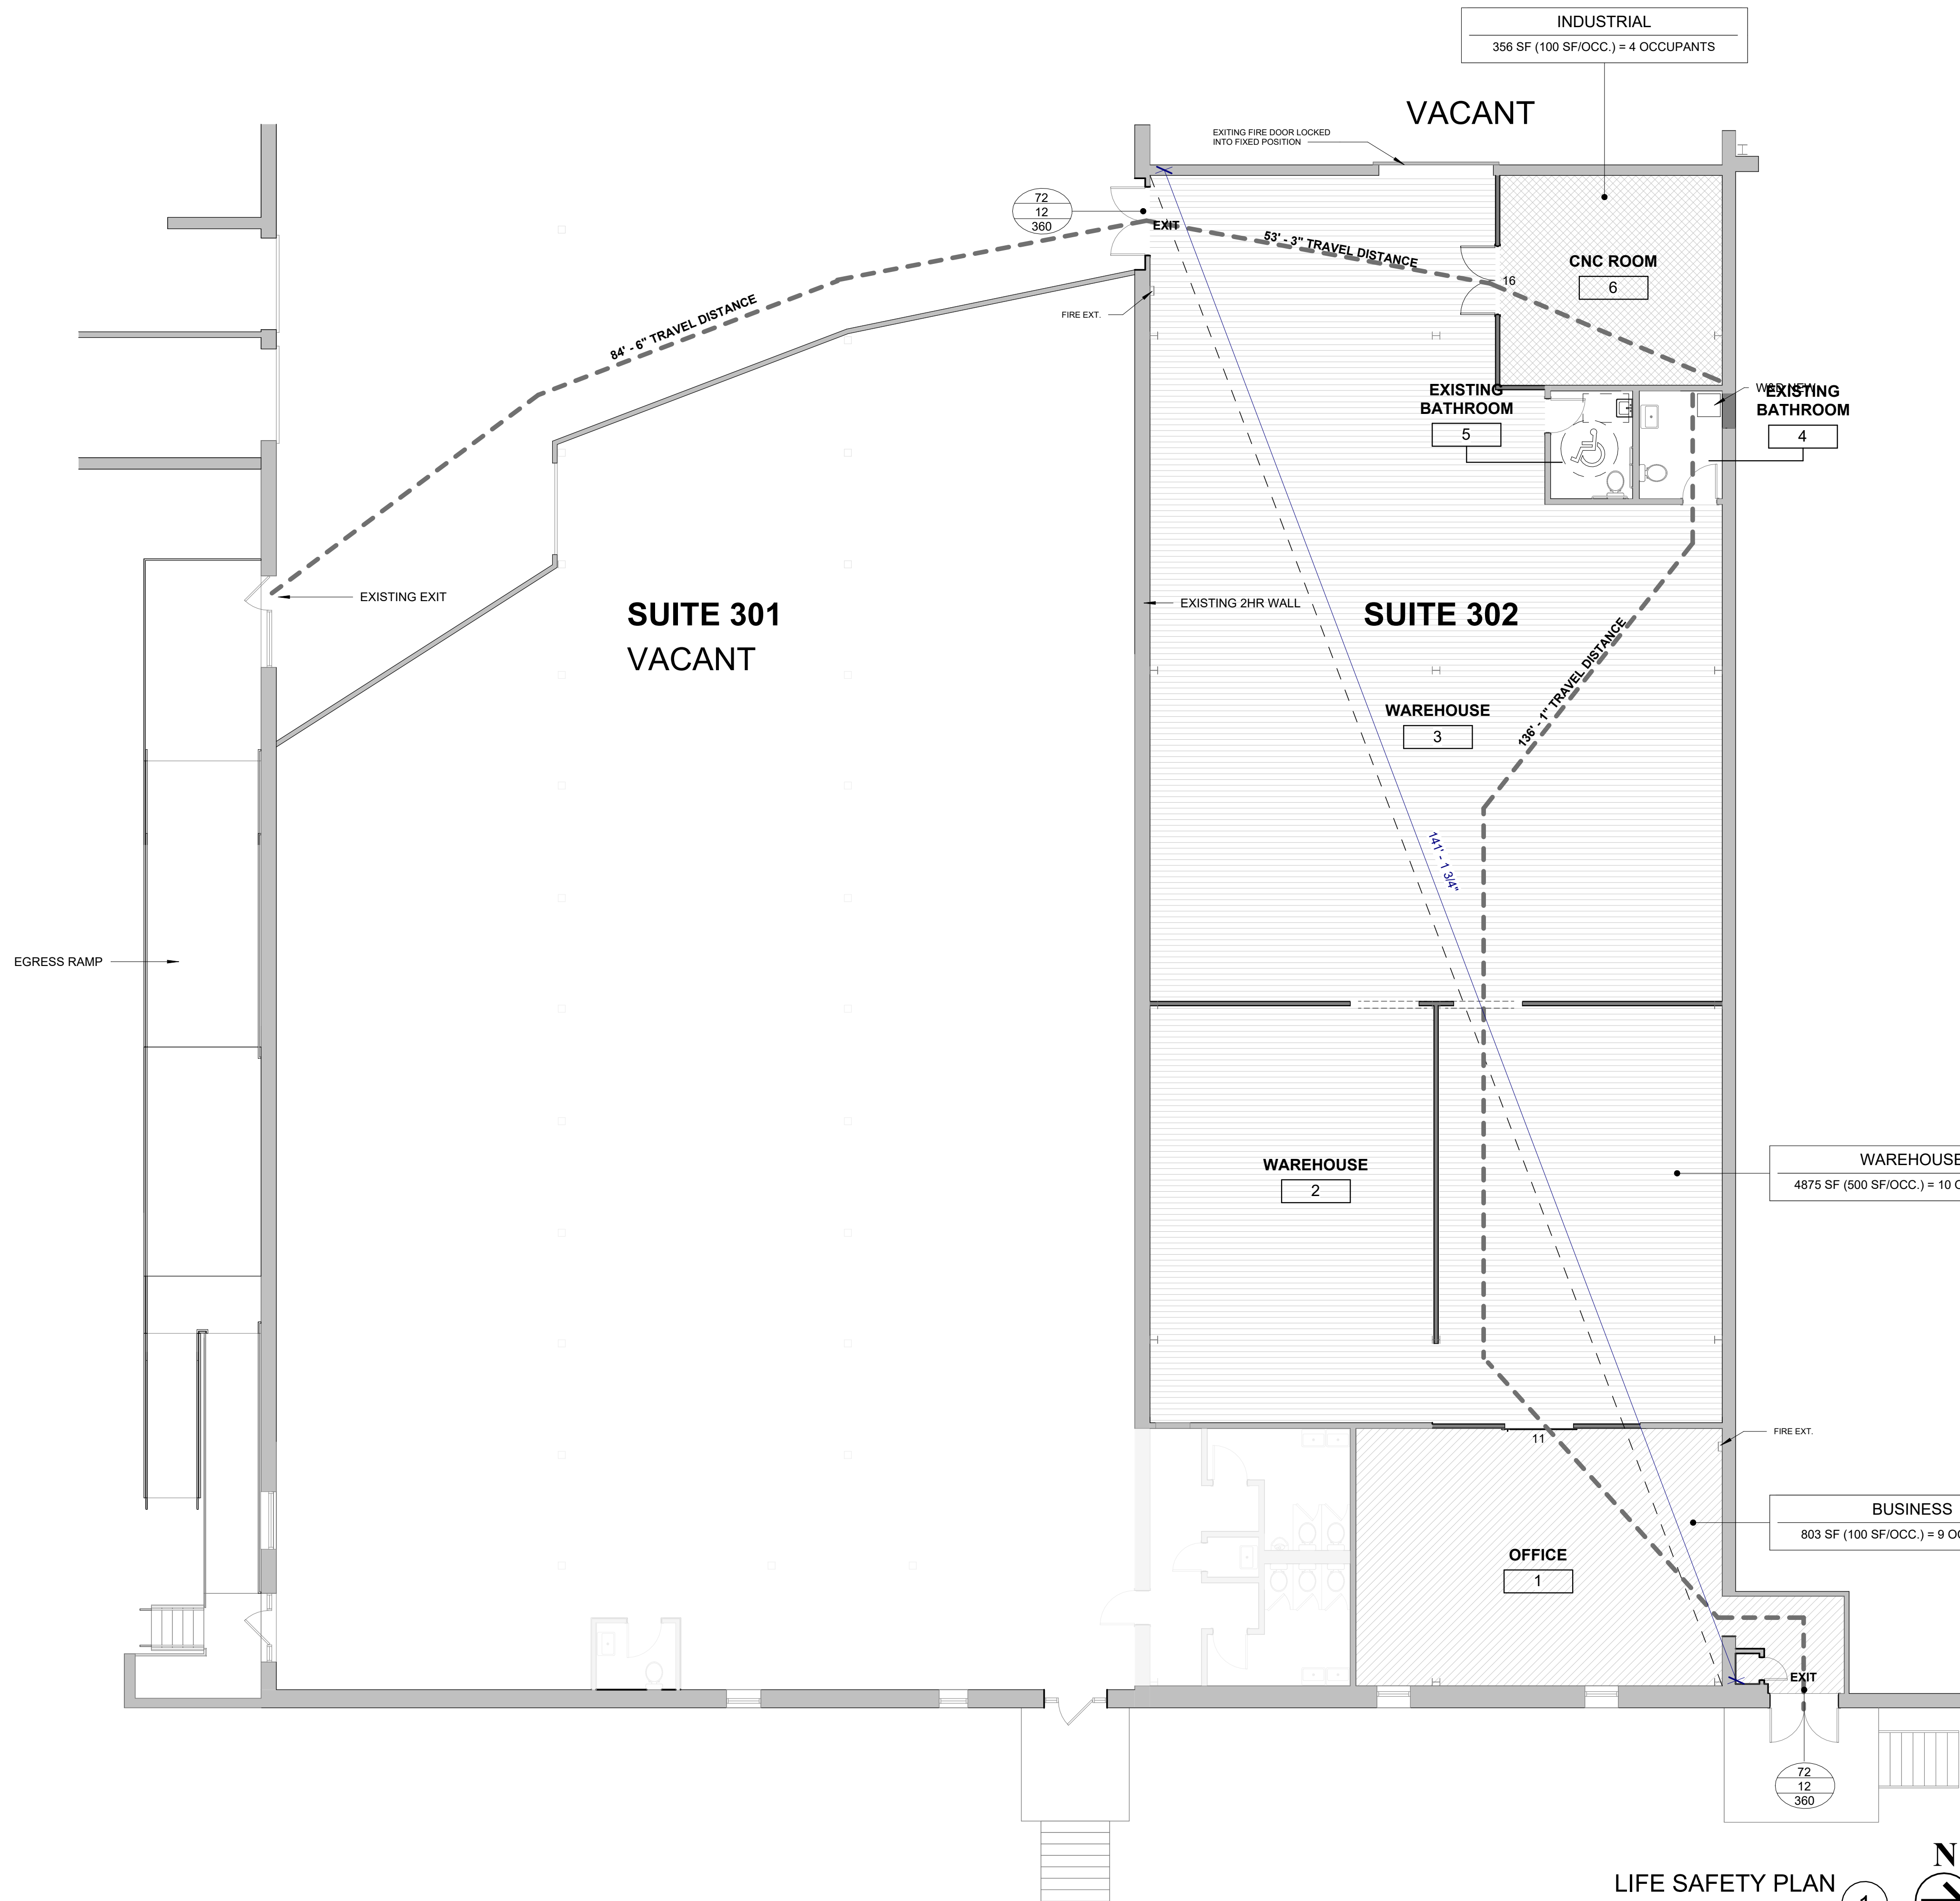 INDUSTRIAL
356 SF (100 SF/OCC.) = 4 OCCUPANTS
VACANT
EXITING FIRE DOOR LOCKED
INTO FIXED POSITION
72
12
360
EXIT
53' - 3" TRAVEL DISTANCE
CNC ROOM
6
16
84' - 6" TRAVEL DISTANCE
FIRE EXT.
EXISTING
BATHROOM
5
W&D NEW
EXISTING
BATHROOM
4
EXISTING EXIT
EXISTING 2HR WALL
SUITE 301
VACANT
SUITE 302
136' - 1" TRAVEL DISTANCE
WAREHOUSE
3
141' - 1 3/4"
EGRESS RAMP
WAREHOUSE
2
WAREHOUSE
4875 SF (500 SF/OCC.) = 10
11
FIRE EXT.
BUSINESS
803 SF (100 SF/OCC.) = 9
OFFICE
1
EXIT
72
12
360
N
LIFE SAFETY PLAN
1